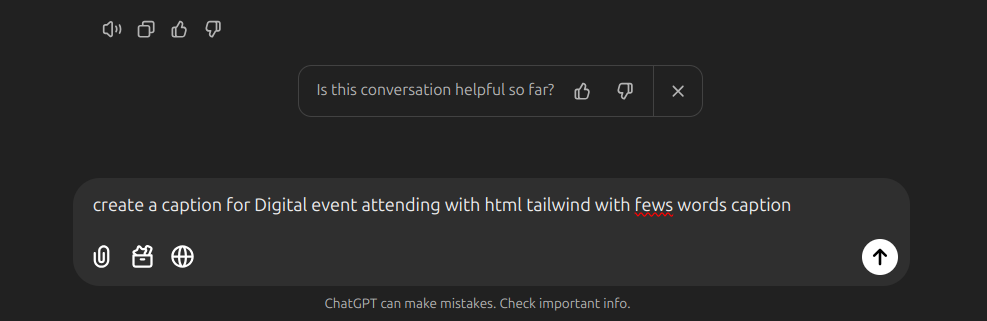 Is this conversation helpful so far?
create a caption for Digital event attending with html tailwind with fews words caption
ChatGPT can make mistakes. Check important info.